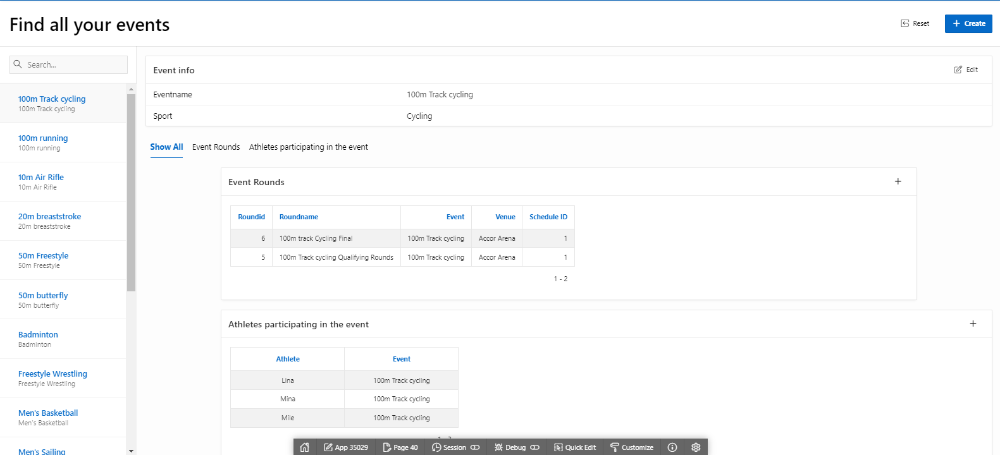 Find all your events
Reset
Create
Search...
100m Track cycling
100m Track cycling
100m running
100m running
10m Air Rifle
10m Air Rifle
20m breaststroke
20m breaststroke
50m Freestyle
50m Freestyle
50m butterfly
50m butterfly
Badminton
Badminton
Freestyle Wrestling
Freestyle Wrestling
Men's Basketball
Men's Basketball
Men's Sailing
Event info
Edit
Eventname 100m Track cycling
Sport Cycling
Show All Event Rounds Athletes participating in the event
Event Rounds
Roundid Roundname Event Venue Schedule ID
6 100m track Cycling Final 100m Track cycling Accor Arena 1
5 100m Track cycling Qualifying Rounds 100m Track cycling Accor Arena 1
1 - 2
Athletes participating in the event
Athlete Event
Lina 100m Track cycling
Mina 100m Track cycling
Mile 100m Track cycling
App 35029 Page 40 Session Debug Quick Edit Customize